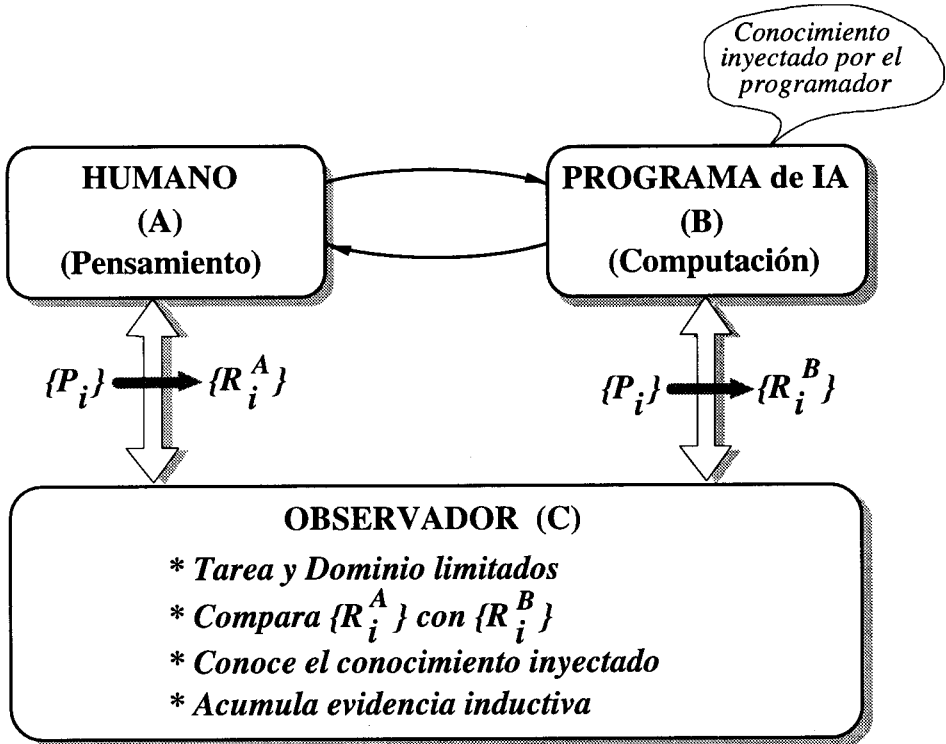 Conocimiento
inyectado por el
programador
HUMANO
(A)
(Pensamiento)
PROGRAMA de IA
(B)
(Computación)
{P_i} {R_i^A}
{P_i} {R_i^B}
OBSERVADOR (C)
* Tarea y Dominio limitados
* Compara {R_i^A} con {R_i^B}
* Conoce el conocimiento inyectado
* Acumula evidencia inductiva